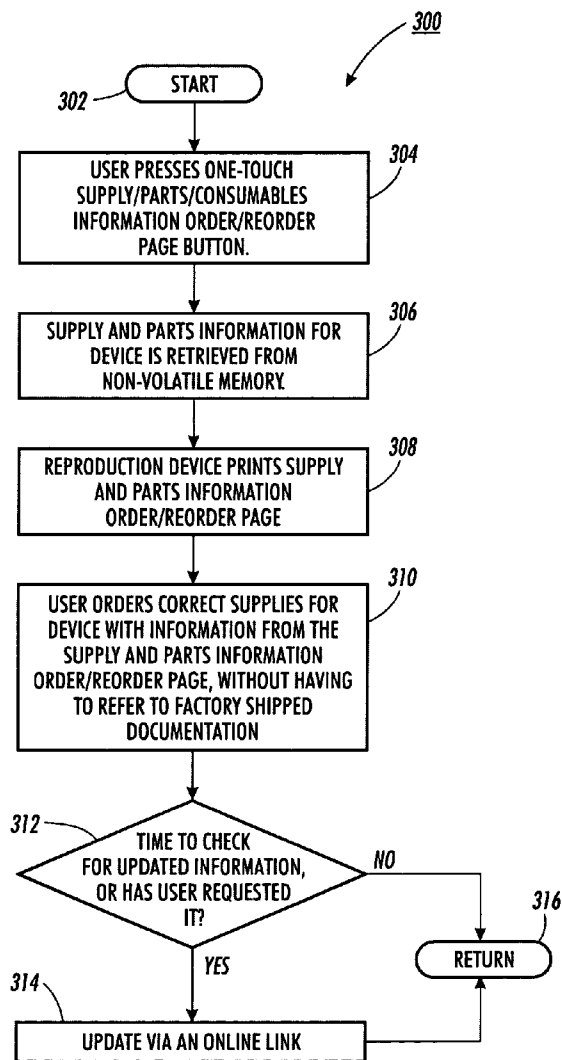 300
302
START
304
USER PRESSES ONE-TOUCH
SUPPLY/PARTS/CONSUMABLES
INFORMATION ORDER/REORDER
PAGE BUTTON.
306
SUPPLY AND PARTS INFORMATION FOR
DEVICE IS RETRIEVED FROM
NON-VOLATILE MEMORY.
308
REPRODUCTION DEVICE PRINTS SUPPLY
AND PARTS INFORMATION
ORDER/REORDER PAGE
310
USER ORDERS CORRECT SUPPLIES FOR
DEVICE WITH INFORMATION FROM THE
SUPPLY AND PARTS INFORMATION
ORDER/REORDER PAGE, WITHOUT HAVING
TO REFER TO FACTORY SHIPPED
DOCUMENTATION
312
TIME TO CHECK
FOR UPDATED INFORMATION,
OR HAS USER REQUESTED
IT?
NO
316
RETURN
YES
314
UPDATE VIA AN ONLINE LINK